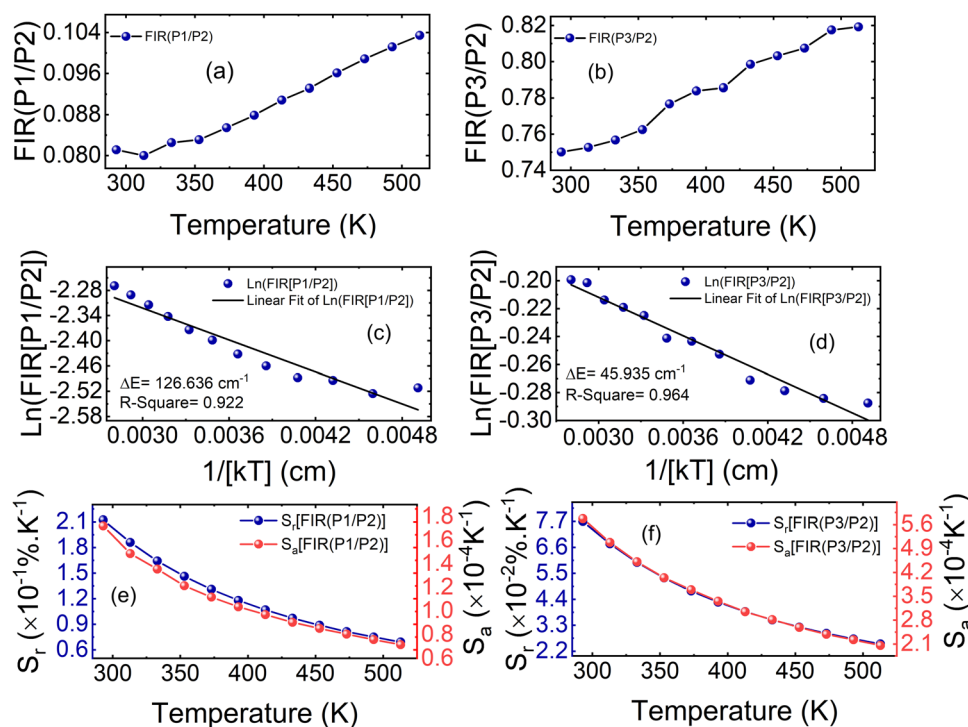 FIR(P1/P2)
0.104
0.096
0.088
0.080
FIR(P1/P2)
(a)
300 350 400 450 500
Temperature (K)
FIR(P3/P2)
0.82
0.80
0.78
0.76
0.74
FIR(P3/P2)
(b)
300 350 400 450 500
Temperature (K)
Ln(FIR[P1/P2])
-2.28
-2.34
-2.40
-2.46
-2.52
-2.58
Ln(FIR[P1/P2])
Linear Fit of Ln(FIR[P1/P2])
(c)
ΔE= 126.636 cm⁻¹
R-Square= 0.922
0.0030 0.0036 0.0042 0.0048
1/[kT] (cm)
Ln(FIR[P3/P2])
-0.20
-0.22
-0.24
-0.26
-0.28
-0.30
Ln(FIR[P3/P2])
Linear Fit of Ln(FIR[P3/P2])
(d)
ΔE= 45.935 cm⁻¹
R-Square= 0.964
0.0030 0.0036 0.0042 0.0048
1/[kT] (cm)
Sr (×10⁻¹%.K⁻¹)
2.1
1.8
1.5
1.2
0.9
0.6
Sr[FIR(P1/P2)]
Sa[FIR(P1/P2)]
(e)
1.8
1.6
1.4
1.2
1.0
0.8
0.6
Sa (×10⁻⁴K⁻¹)
300 350 400 450 500
Temperature (K)
Sr (×10⁻²%.K⁻¹)
7.7
6.6
5.5
4.4
3.3
2.2
Sr[FIR(P3/P2)]
Sa[FIR(P3/P2)]
(f)
5.6
4.9
4.2
3.5
2.8
2.1
Sa (×10⁻⁴K⁻¹)
300 350 400 450 500
Temperature (K)